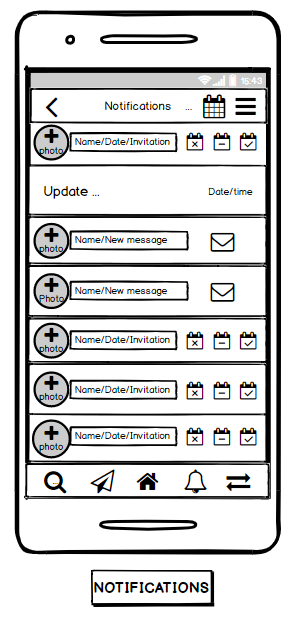 15:43
Notifications ...
photo
Name/Date/Invitation
Update ...
Date/time
photo
Name/New message
Photo
Name/New message
photo
Name/Date/Invitation
photo
Name/Date/Invitation
photo
Name/Date/Invitation
NOTIFICATIONS